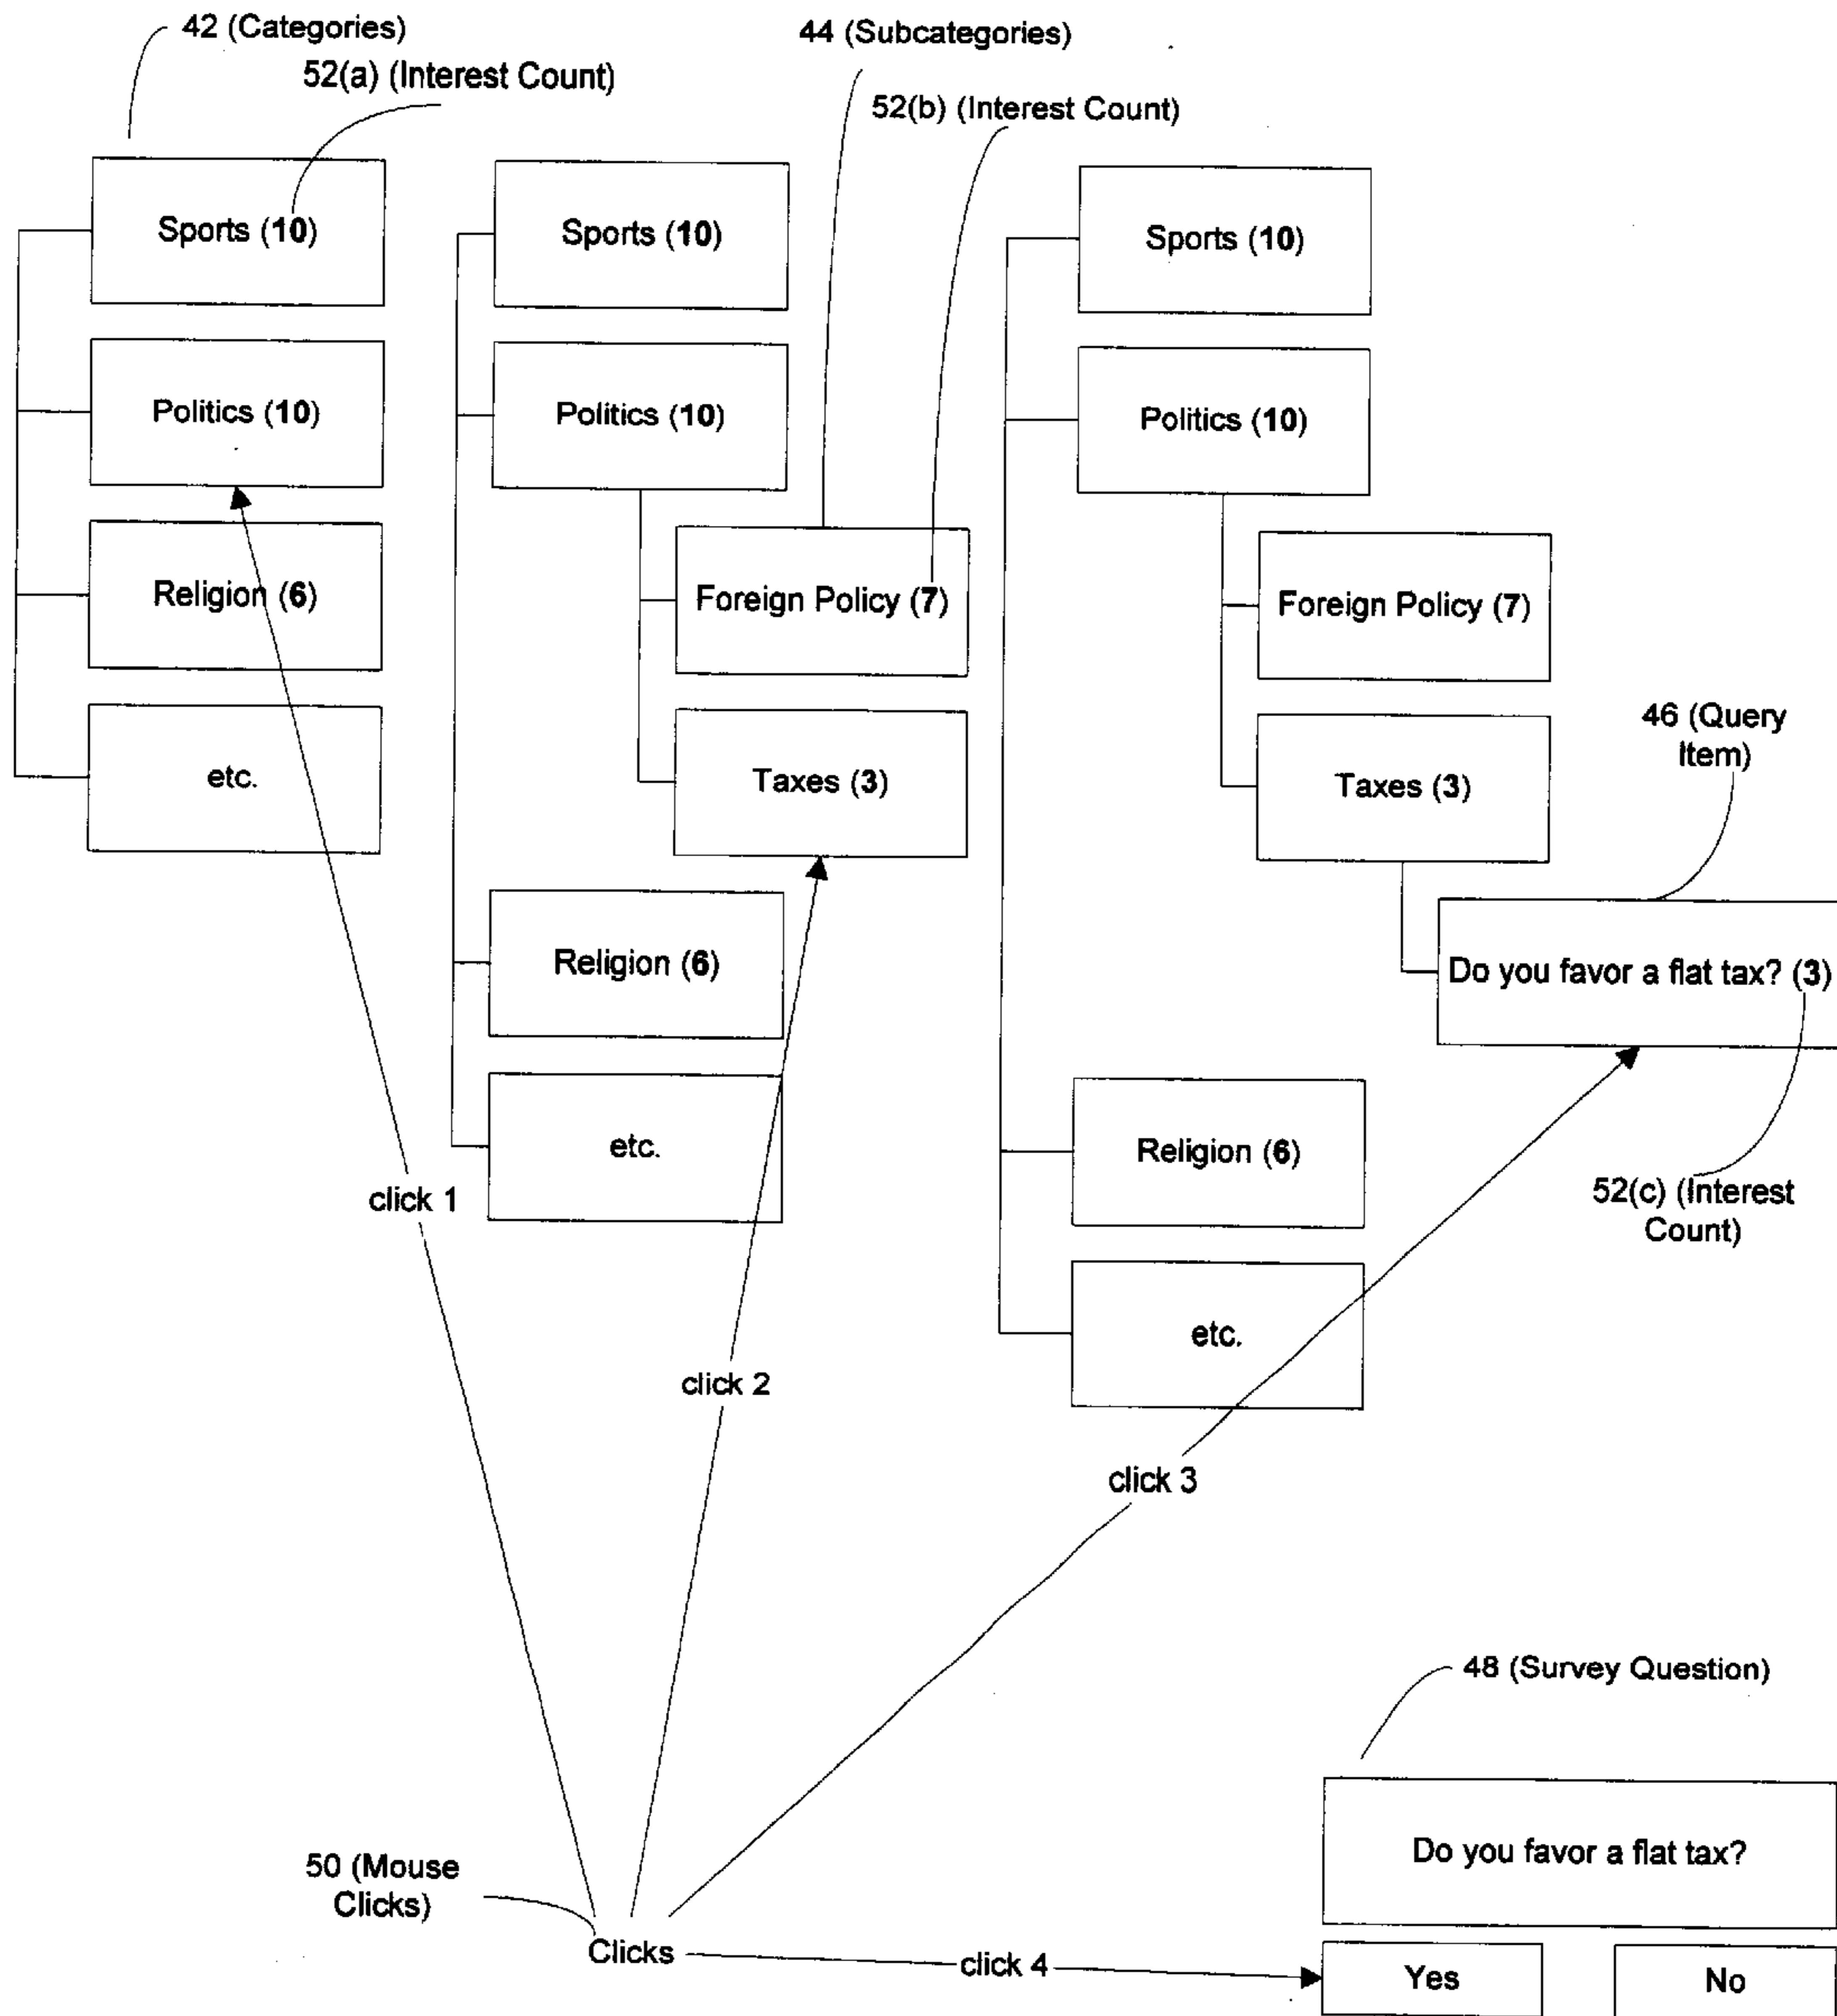 42 (Categories)
52(a) (Interest Count)
44 (Subcategories)
52(b) (Interest Count)
Sports (10)
Politics (10)
Religion (6)
etc.
Sports (10)
Politics (10)
Foreign Policy (7)
Taxes (3)
Religion (6)
etc.
Sports (10)
Politics (10)
Foreign Policy (7)
Taxes (3)
46 (Query
Item)
Do you favor a flat tax? (3)
52(c) (Interest
Count)
Religion (6)
etc.
click 1
click 2
click 3
48 (Survey Question)
Do you favor a flat tax?
50 (Mouse
Clicks)
Clicks
click 4
Yes
No